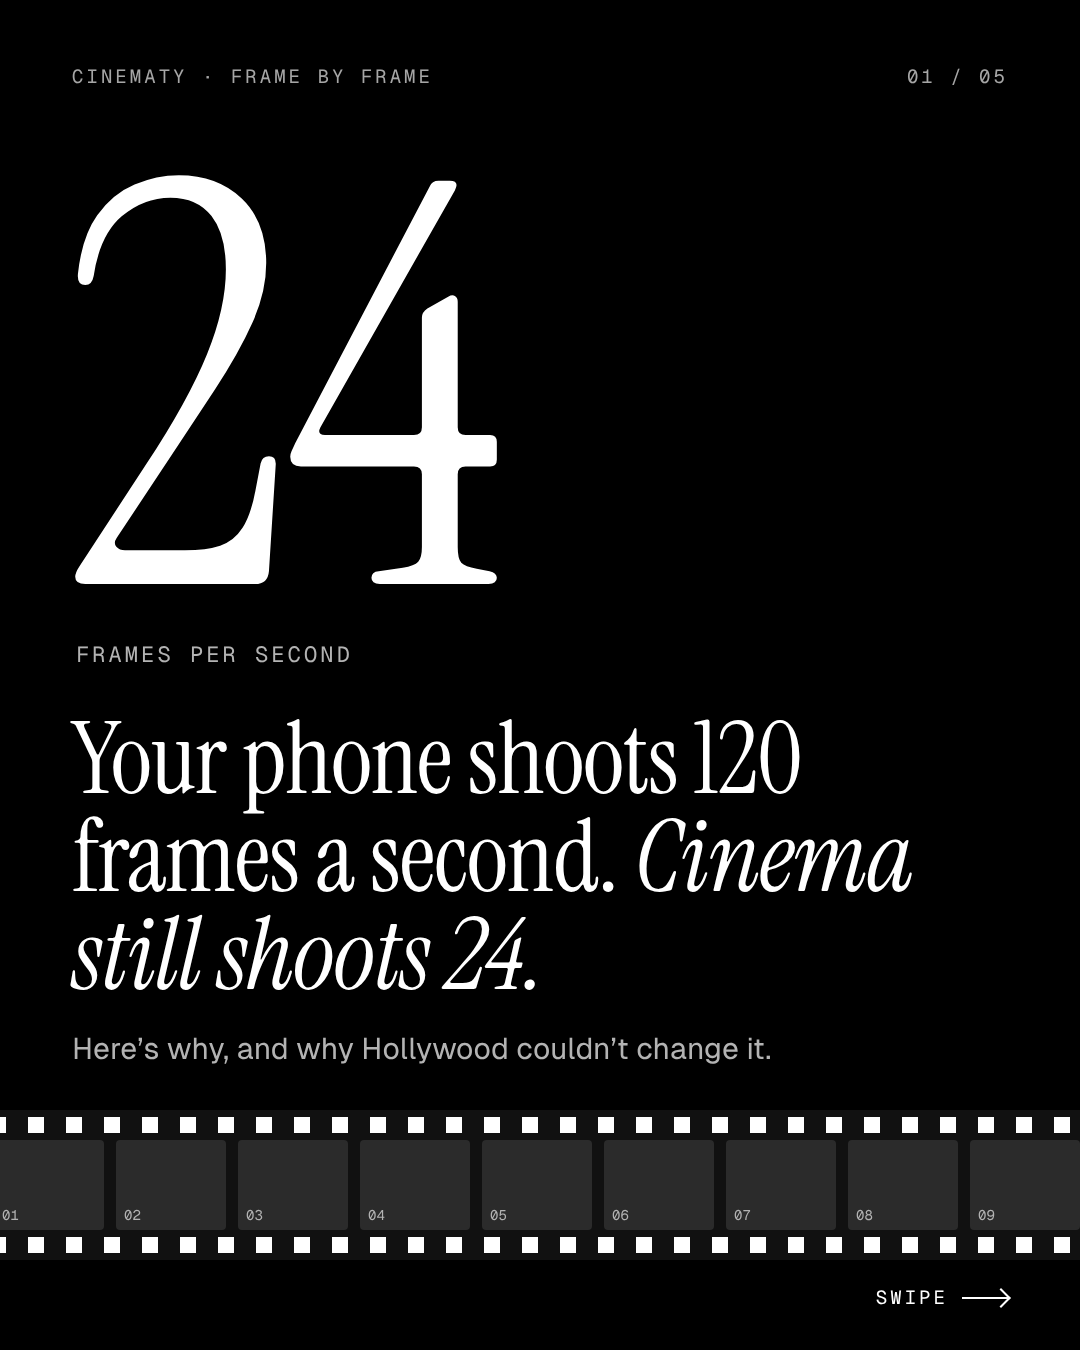 CINEMATY · FRAME BY FRAME
01 / 05
24
FRAMES PER SECOND
Your phone shoots 120
frames a second. Cinema
still shoots 24.
Here’s why, and why Hollywood couldn’t change it.
01 02 03 04 05 06 07 08 09
SWIPE →